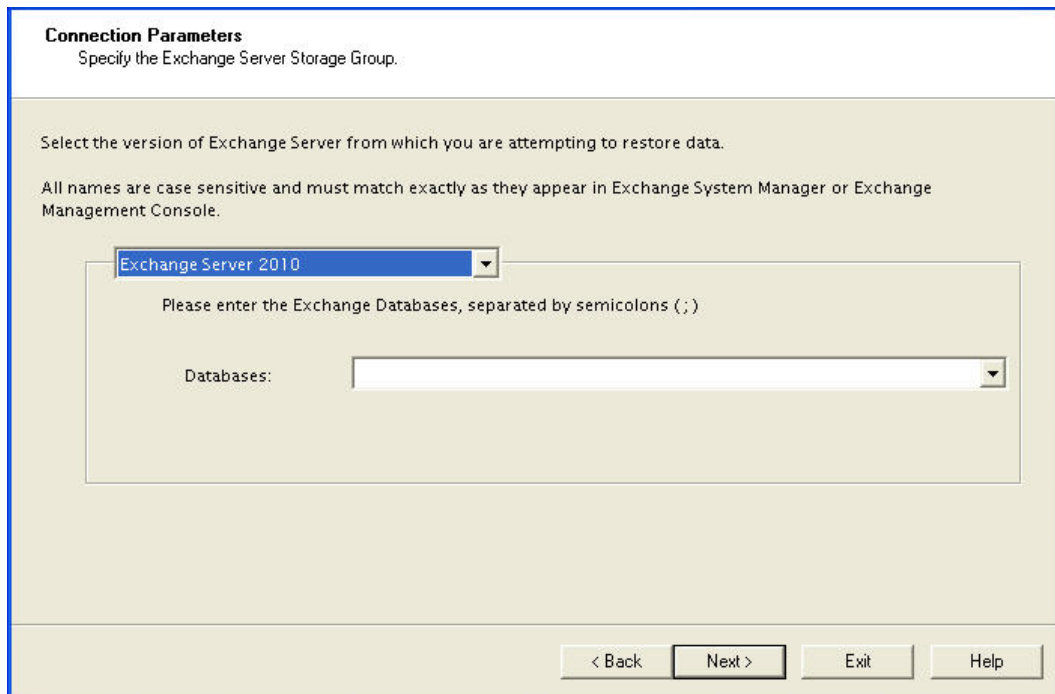 Connection Parameters
Specify the Exchange Server Storage Group.
Select the version of Exchange Server from which you are attempting to restore data.
All names are case sensitive and must match exactly as they appear in Exchange System Manager or Exchange
Management Console.
Exchange Server 2010
Please enter the Exchange Databases, separated by semicolons (;)
Databases:
< Back
Next >
Exit
Help